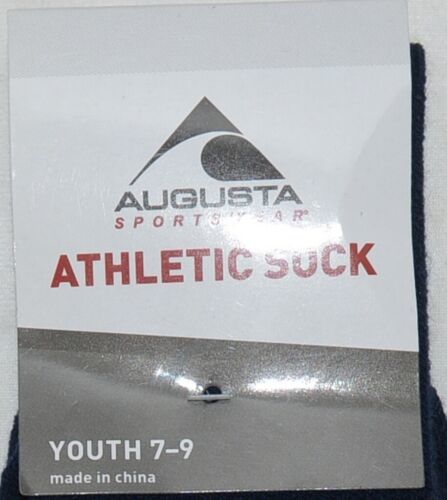 AUGUSTA
SPORTSWEAR®
ATHLETIC SOCK
YOUTH 7–9
made in china